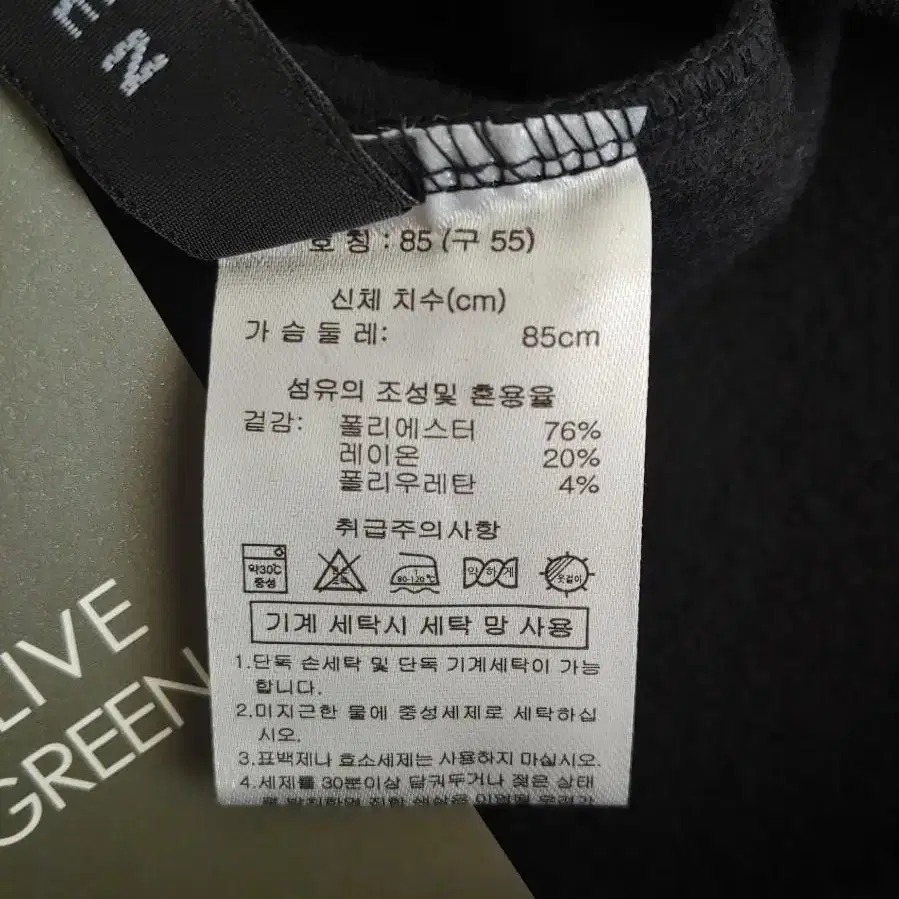 EN
호 칭 : 85 (구 55)
신체 치수(cm)
가 슴 둘 레: 85cm
섬유의 조성및 혼용율
겉감: 폴리에스터 76%
레이온 20%
폴리우레탄 4%
취급주의사항
약30℃
중성
80-120℃
약 하 게
옷걸이
기계 세탁시 세탁 망 사용
1.단독 손세탁 및 단독 기계세탁이 가능
합니다.
2.미지근한 물에 중성세제로 세탁하십
시오.
3.표백제나 효소세제는 사용하지 마십시오.
4.세제를 30분이상 담궈두거나 젖은 상태
LIVE
GREEN